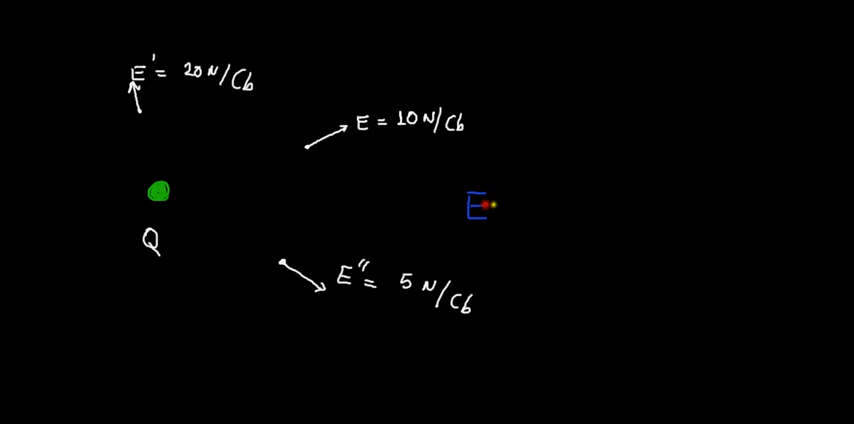 E' = 20 N/Cb
E = 10 N/Cb
E
Q
E" = 5 N/Cb